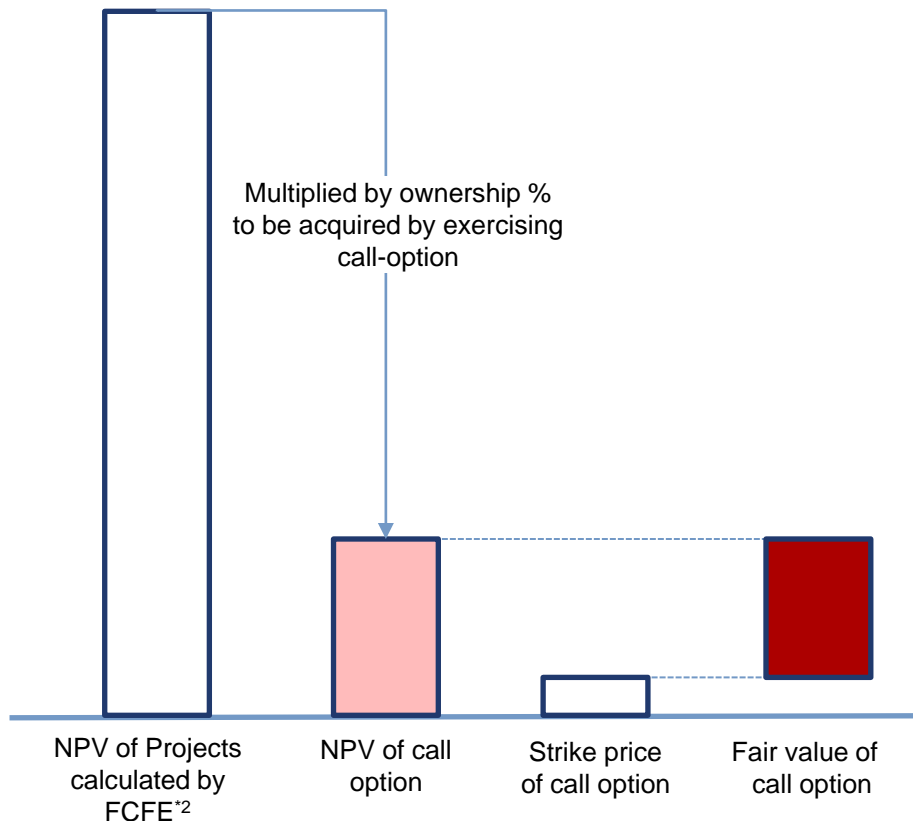 Multiplied by ownership %
to be acquired by exercising
call-option
NPV of Projects
calculated by
FCFE*2
NPV of call
option
Strike price
of call option
Fair value of
call option